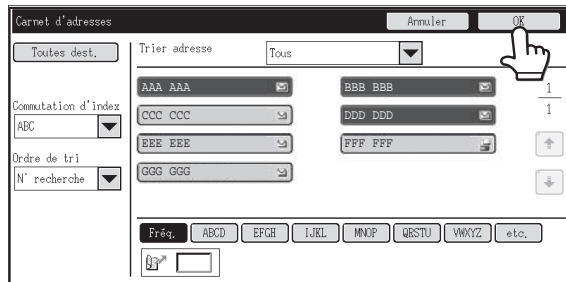 Carnet d'adresses
Annuler
OK
Toutes dest.
Trier adresse
Tous
AAA AAA
BBB BBB
1
Commutation d'index
CCC CCC
DDD DDD
1
ABC
EEE EEE
FFF FFF
Ordre de tri
GGG GGG
N° recherche
Fréq.
ABCD
EFGH
IJKL
MNOP
QRSTU
VWXYZ
etc.